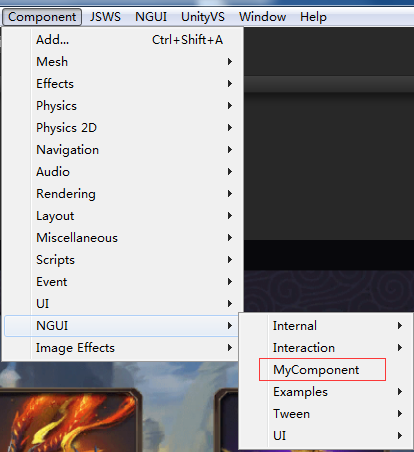 Component JSWS NGUI UnityVS Window Help
Add... Ctrl+Shift+A
Mesh
Effects
Physics
Physics 2D
Navigation
Audio
Rendering
Layout
Miscellaneous
Scripts
Event
UI
NGUI
Image Effects
Internal
Interaction
MyComponent
Examples
Tween
UI